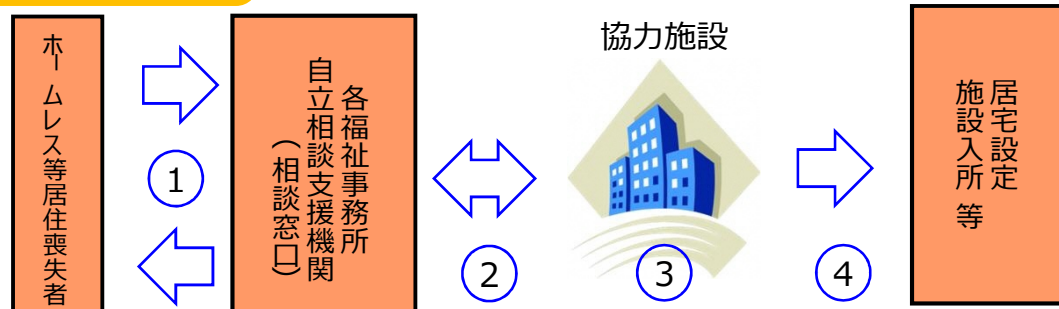 ホームレス等居住喪失者
①
各福祉事務所
自立相談支援機関
（相談窓口）
②
協力施設
③
④
居宅設定
施設入所 等